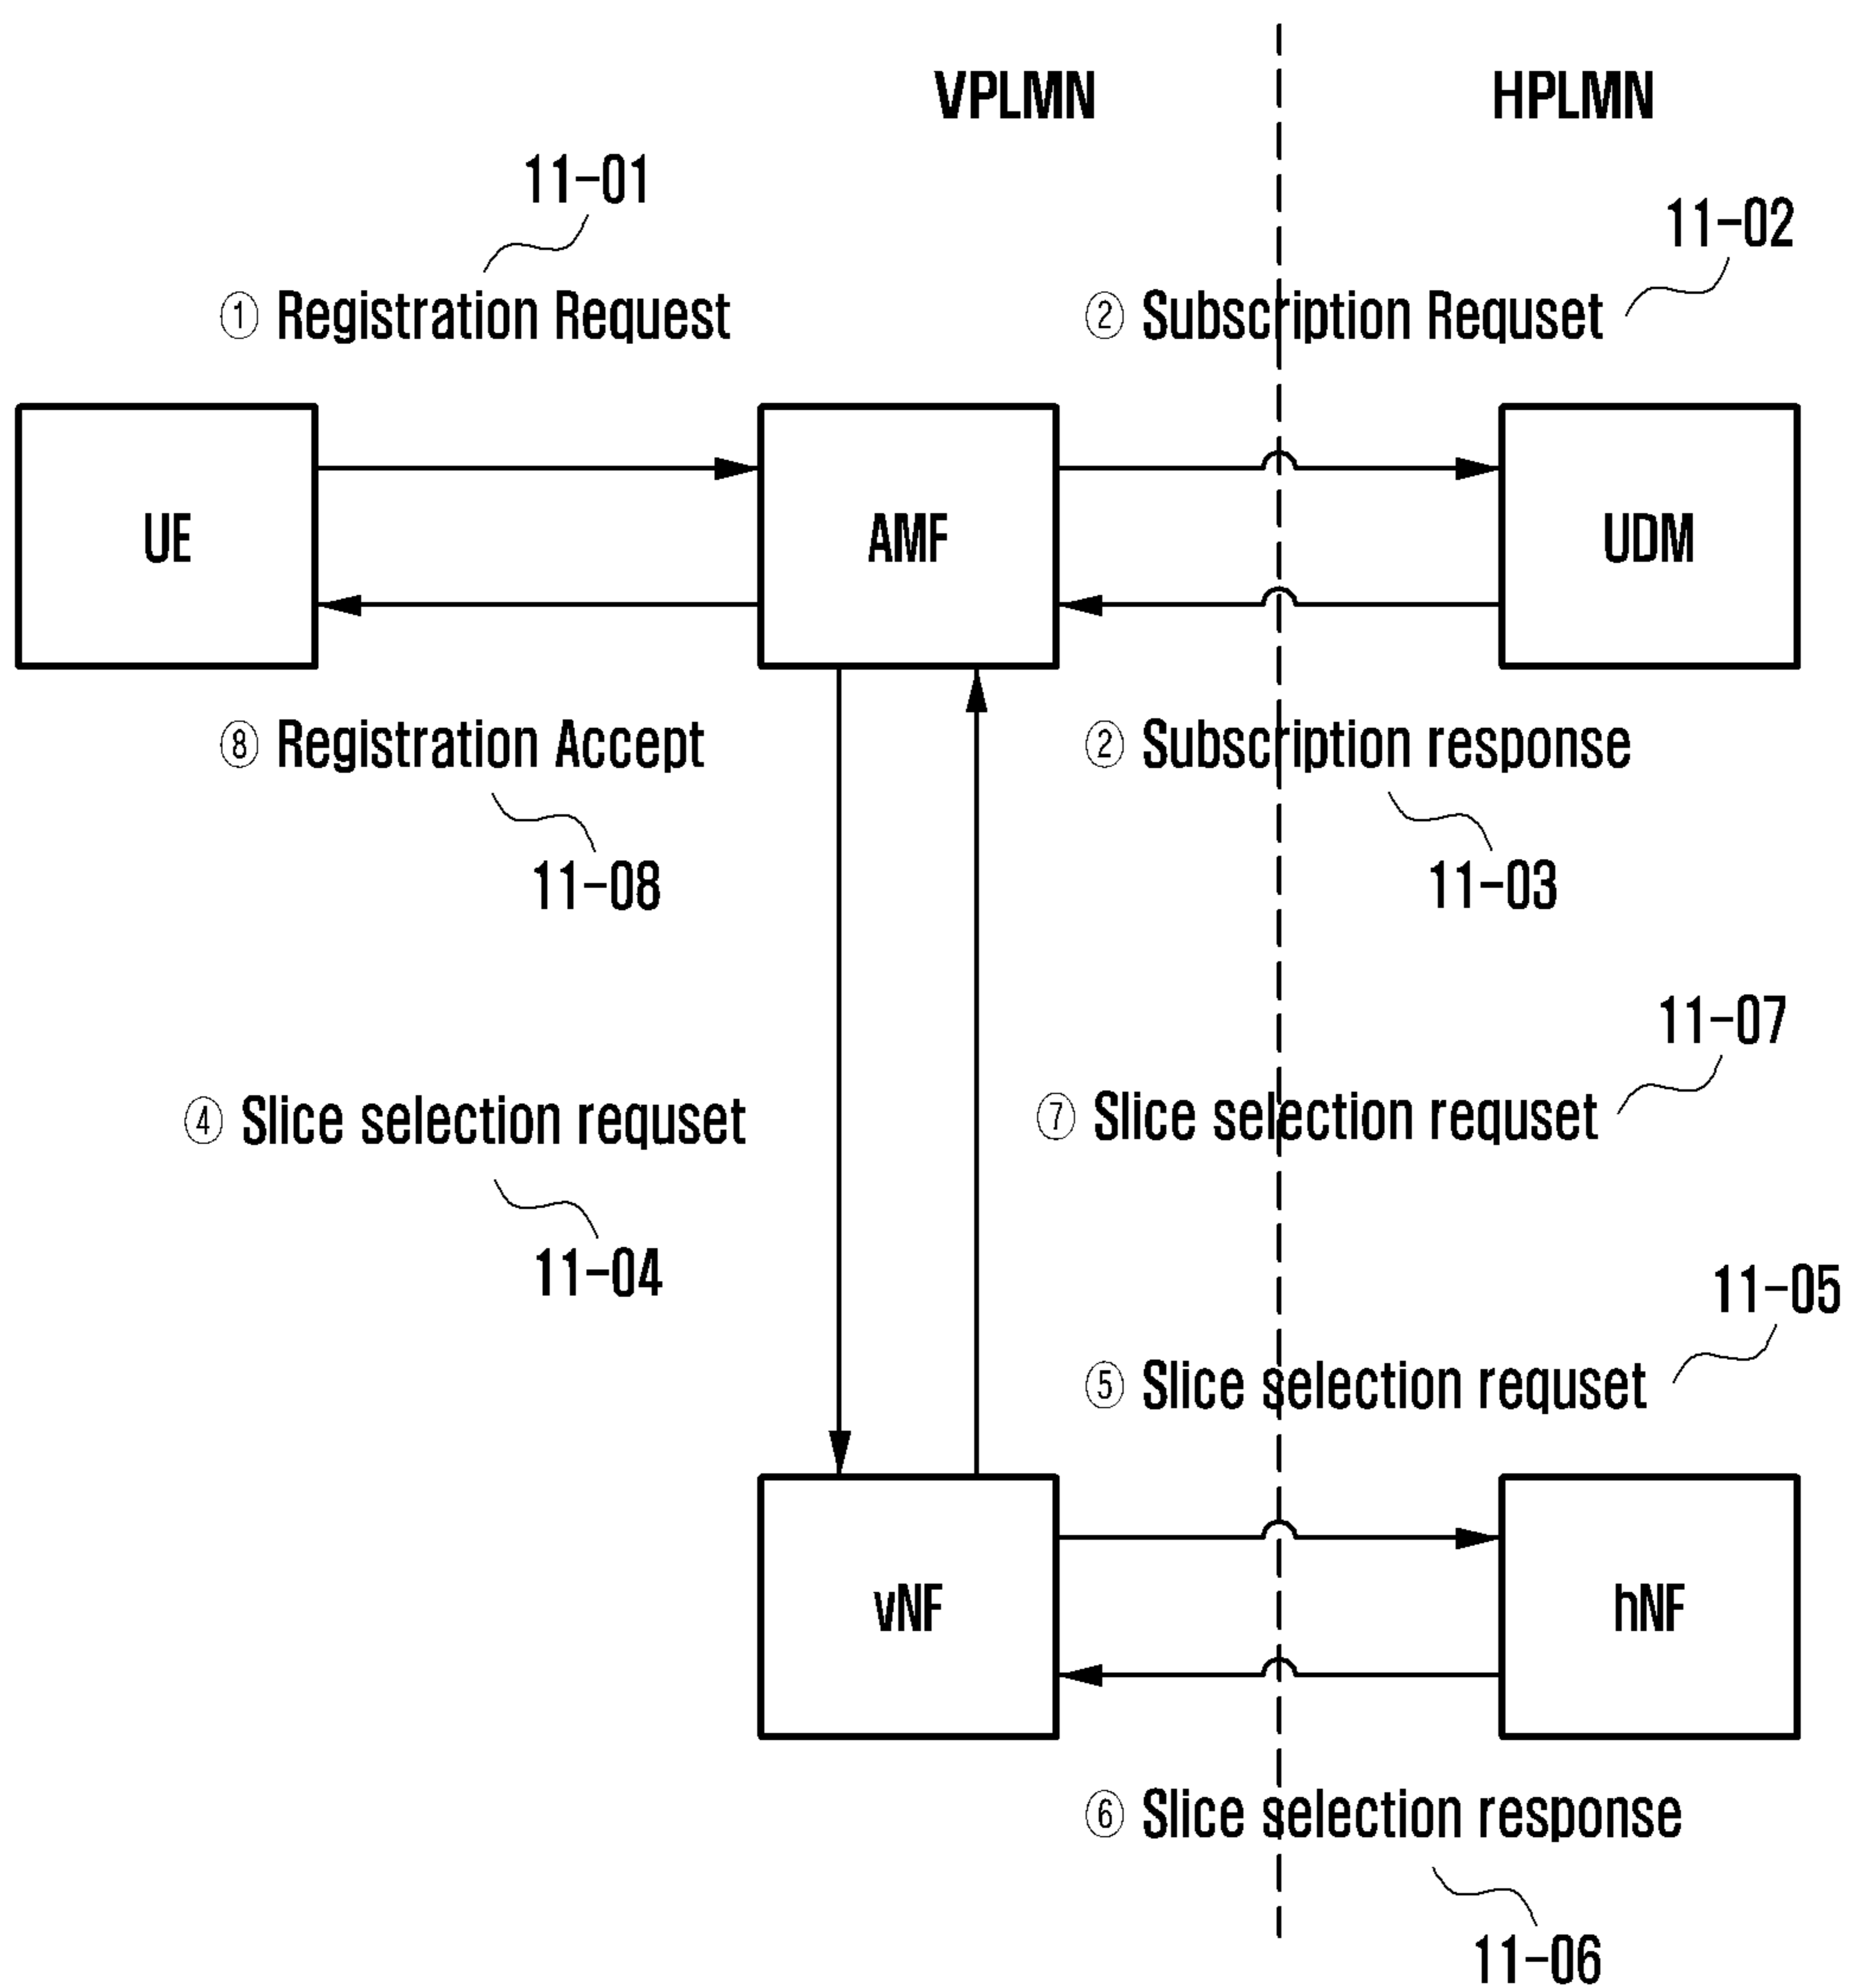 VPLMN
HPLMN
11-01
11-02
① Registration Request
② Subscription Requset
UE
AMF
UDM
⑧ Registration Accept
② Subscription response
11-08
11-03
11-07
④ Slice selection requset
⑦ Slice selection requset
11-04
11-05
⑤ Slice selection requset
vNF
hNF
⑥ Slice selection response
11-06